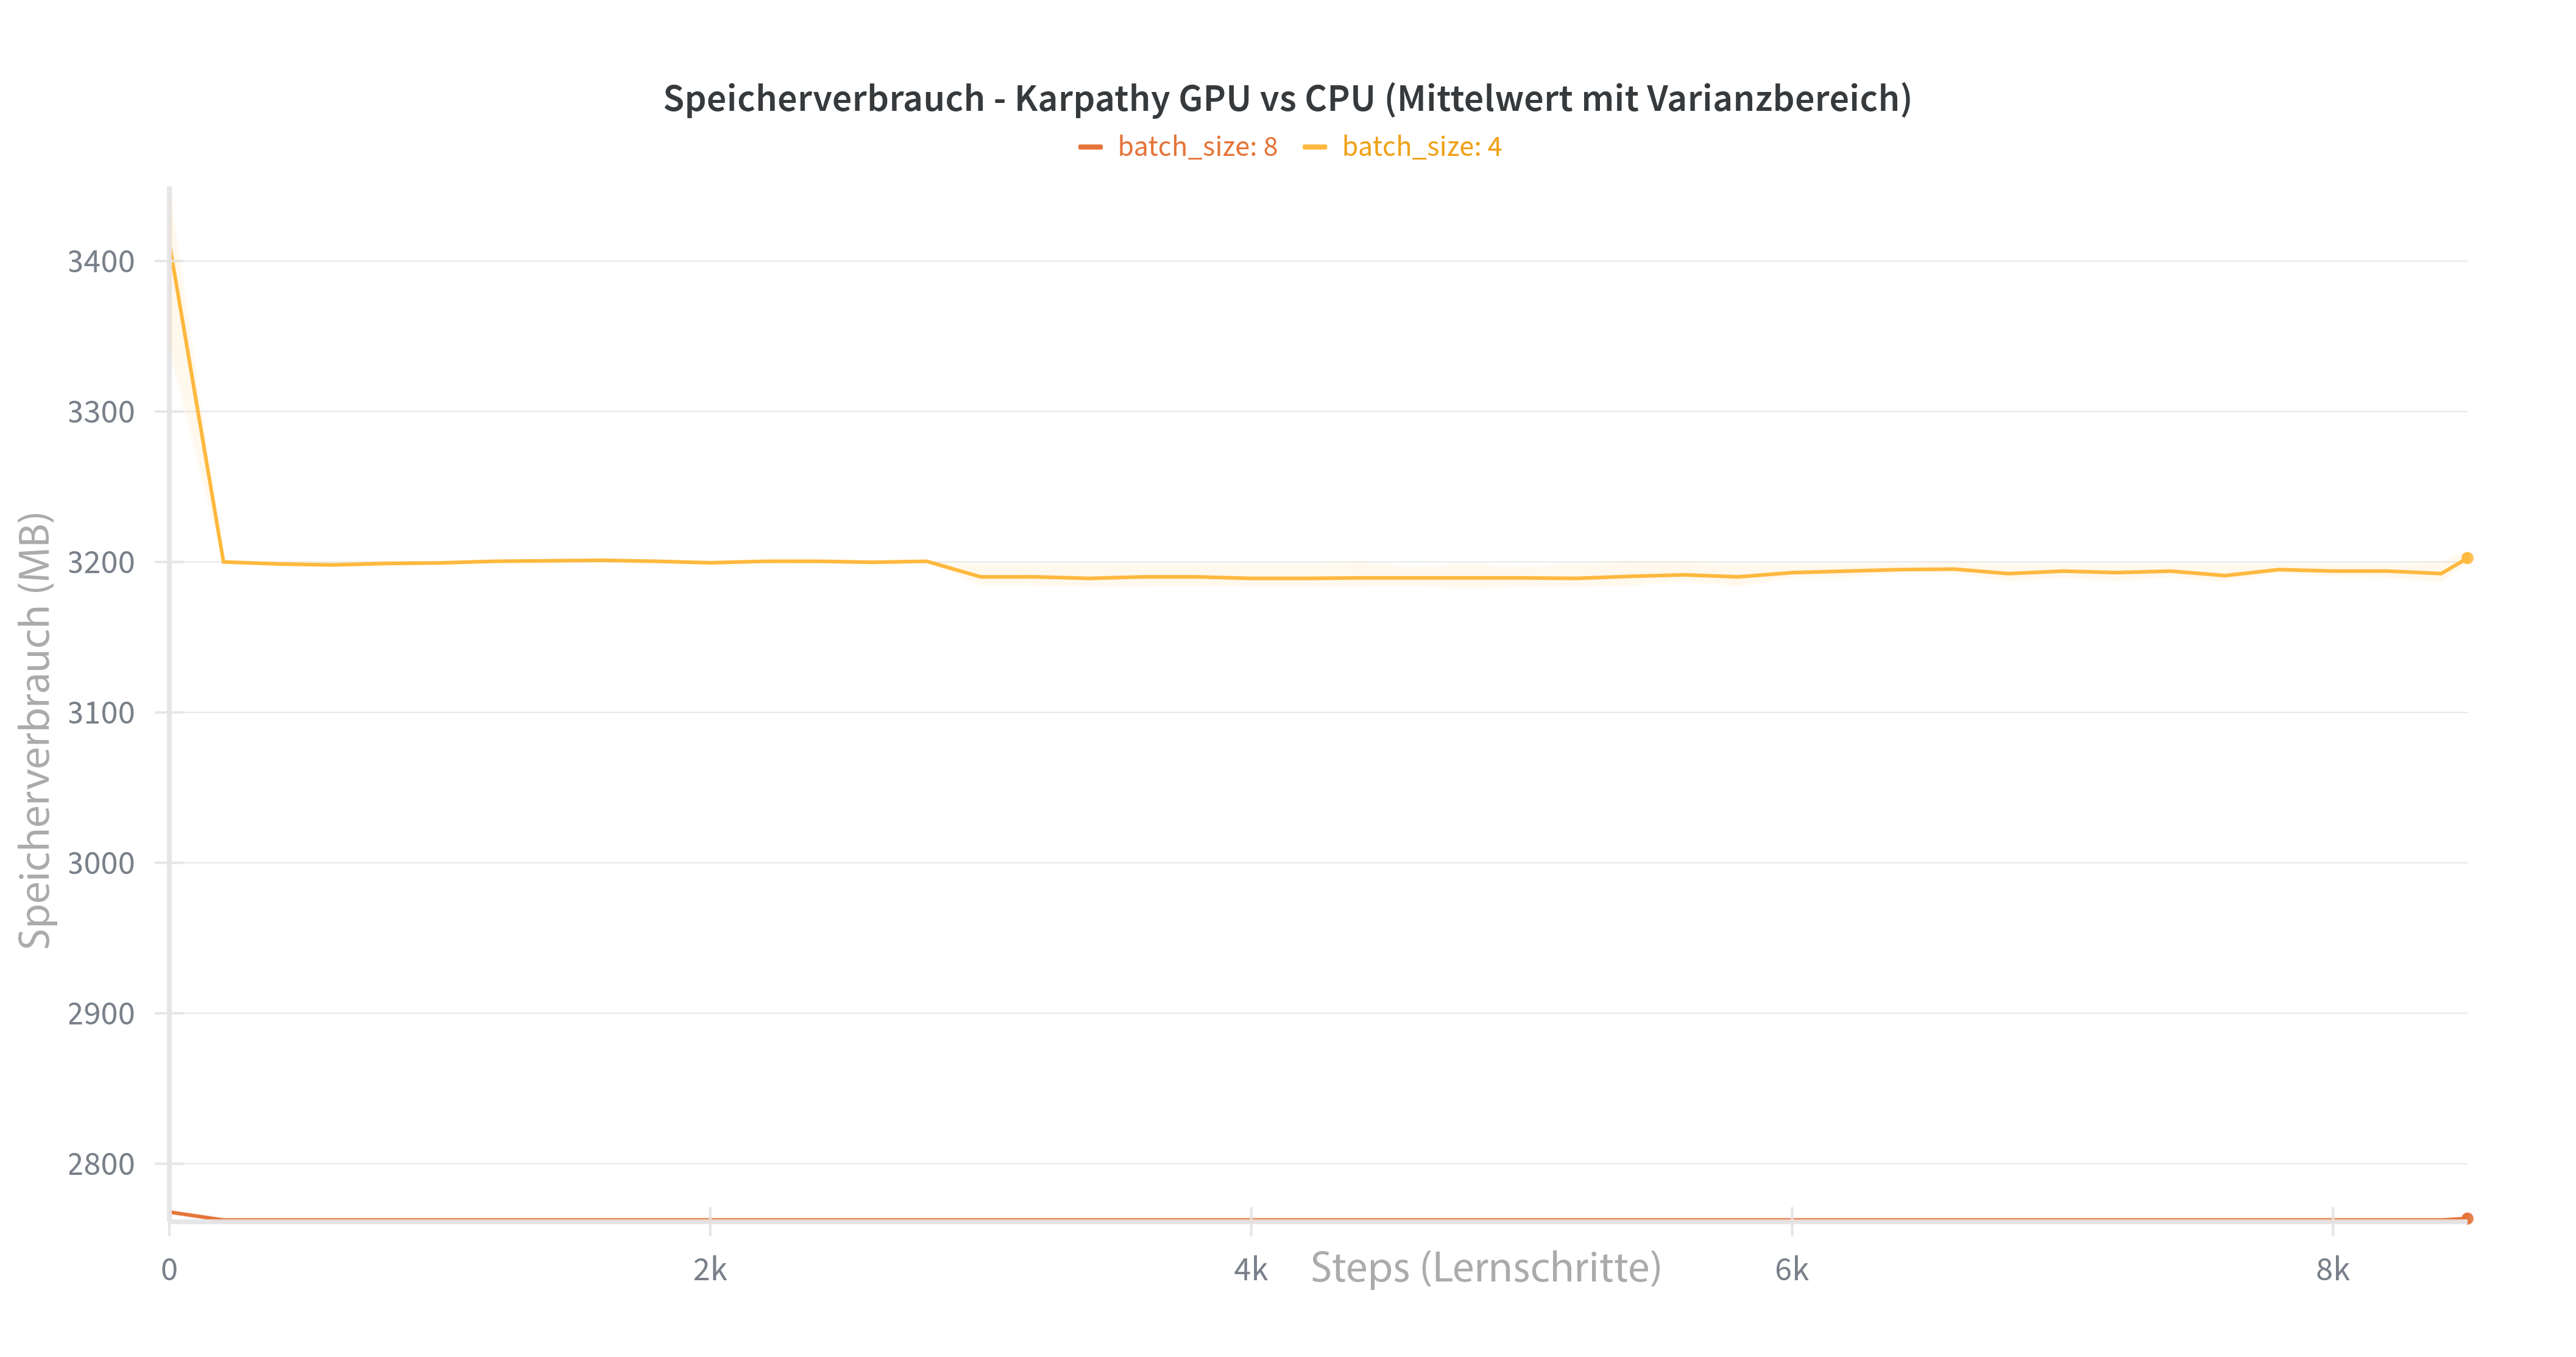 Speicherverbrauch - Karpathy GPU vs CPU (Mittelwert mit Varianzbereich)
batch_size: 8 batch_size: 4
Speicherverbrauch (MB)
3400
3300
3200
3100
3000
2900
2800
0 2k 4k 6k 8k
Steps (Lernschritte)